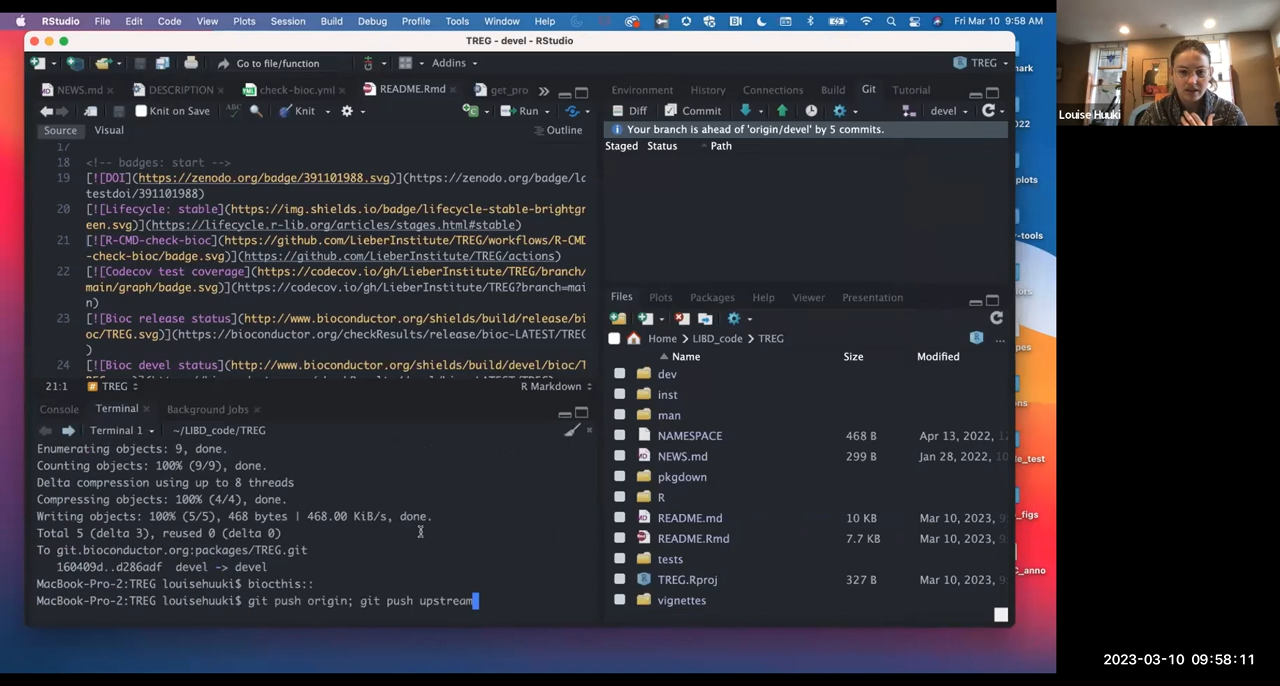 RStudio File Edit Code View Plots Session Build Debug Profile Tools Window Help Fri Mar 10 9:58 AM
TREG - devel - RStudio
Go to file/function Addins TREG
NEWS.md DESCRIPTION check-bioc.yml README.Rmd get_pro
Knit on Save Knit Run
Source Visual Outline
17
18 <!-- badges: start -->
19 [![DOI](https://zenodo.org/badge/391101988.svg)](https://zenodo.org/badge/la
testdoi/391101988)
20 [![Lifecycle: stable](https://img.shields.io/badge/lifecycle-stable-brightgr
een.svg)](https://lifecycle.r-lib.org/articles/stages.html#stable)
21 [![R-CMD-check-bioc](https://github.com/LieberInstitute/TREG/workflows/R-CMD
-check-bioc/badge.svg)](https://github.com/LieberInstitute/TREG/actions)
22 [![Codecov test coverage](https://codecov.io/gh/LieberInstitute/TREG/branch/
main/graph/badge.svg)](https://codecov.io/gh/LieberInstitute/TREG?branch=mai
n)
23 [![Bioc release status](http://www.bioconductor.org/shields/build/release/bi
oc/TREG.svg)](https://bioconductor.org/checkResults/release/bioc-LATEST/TREG
)
24 [![Bioc devel status](http://www.bioconductor.org/shields/build/devel/bioc/T
21:1 TREG R Markdown
Console Terminal Background Jobs
Terminal 1 ~/LIBD_code/TREG
Enumerating objects: 9, done.
Counting objects: 100% (9/9), done.
Delta compression using up to 8 threads
Compressing objects: 100% (4/4), done.
Writing objects: 100% (5/5), 468 bytes | 468.00 KiB/s, done.
Total 5 (delta 3), reused 0 (delta 0)
To git.bioconductor.org:packages/TREG.git
160409d..d286adf devel -> devel
MacBook-Pro-2:TREG louisehuuki$ biocthis::
MacBook-Pro-2:TREG louisehuuki$ git push origin; git push upstream
Environment History Connections Build Git Tutorial
Diff Commit devel
Your branch is ahead of 'origin/devel' by 5 commits.
Staged Status Path
Files Plots Packages Help Viewer Presentation
Home LIBD_code TREG
Name Size Modified
dev
inst
man
NAMESPACE 468 B Apr 13, 2022,
NEWS.md 299 B Jan 28, 2022,
pkgdown
R
README.md 10 KB Mar 10, 2023,
README.Rmd 7.7 KB Mar 10, 2023,
tests
TREG.Rproj 327 B Mar 10, 2023,
vignettes
Louise Huuki
2023-03-10 09:58:11